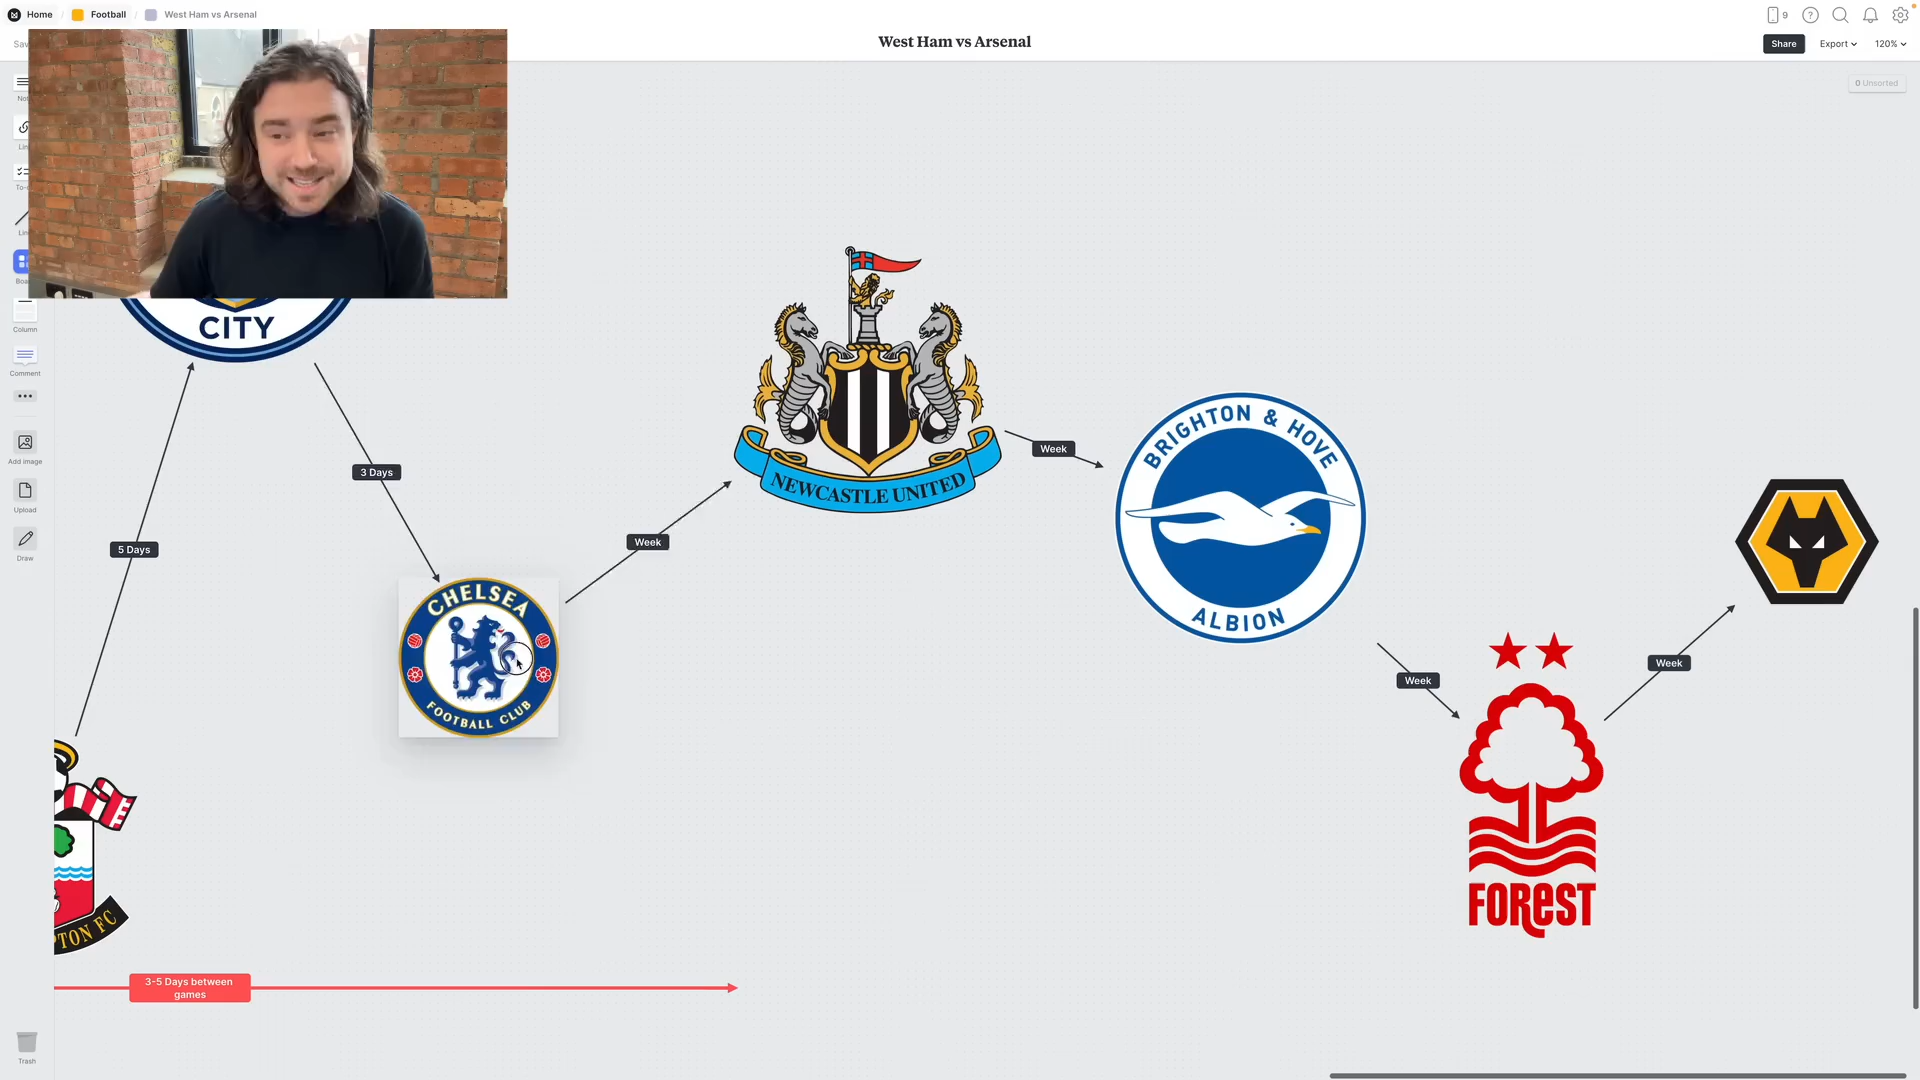 Home / Football / West Ham vs Arsenal
9
West Ham vs Arsenal
Share
Export
120%
0 Unsorted
Column
Comment
Add image
Upload
Draw
Trash
CITY
5 Days
3 Days
CHELSEA
FOOTBALL CLUB
Week
NEWCASTLE UNITED
Week
BRIGHTON & HOVE
ALBION
Week
FOREST
Week
PTON FC
3-5 Days between
games